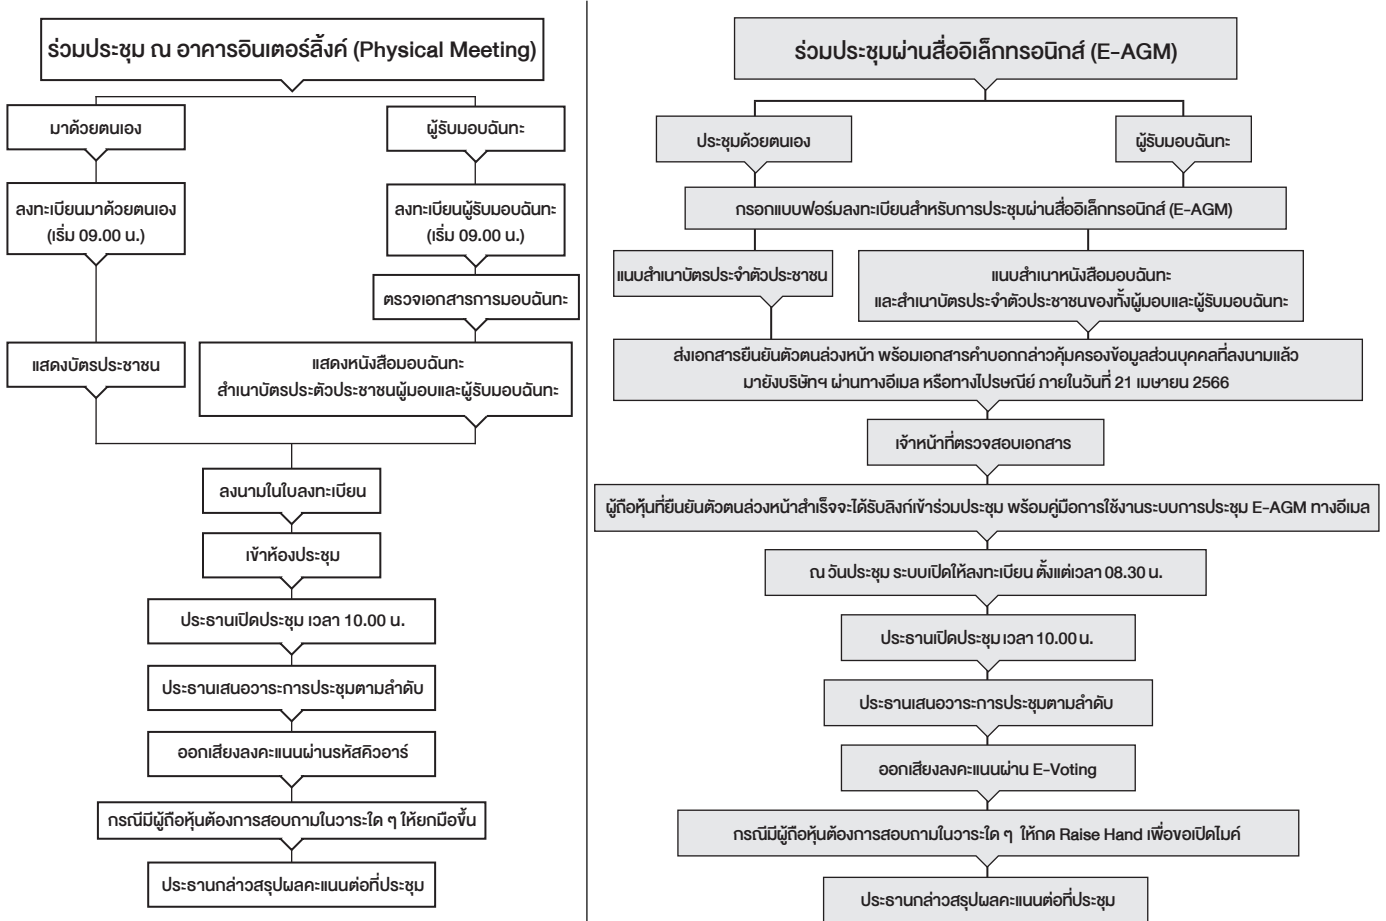 ร่วมประชุม ณ อาคารอินเตอร์ลิ้งค์ (Physical Meeting)
มาด้วยตนเอง
ผู้รับมอบฉันทะ
ลงทะเบียนมาด้วยตนเอง
(เริ่ม 09.00 น.)
ลงทะเบียนผู้รับมอบฉันทะ
(เริ่ม 09.00 น.)
ตรวจเอกสารการมอบฉันทะ
แสดงบัตรประชาชน
แสดงหนังสือมอบฉันทะ
สำเนาบัตรประตัวประชาชนผู้มอบและผู้รับมอบฉันทะ
ลงนามในใบลงทะเบียน
เข้าห้องประชุม
ประธานเปิดประชุม เวลา 10.00 น.
ประธานเสนอวาระการประชุมตามลำดับ
ออกเสียงลงคะแนนผ่านรหัสคิวอาร์
กรณีมีผู้ถือหุ้นต้องการสอบถามในวาระใด ๆ ให้ยกมือขึ้น
ประธานกล่าวสรุปผลคะแนนต่อที่ประชุม
ร่วมประชุมผ่านสื่ออิเล็กทรอนิกส์ (E-AGM)
ประชุมด้วยตนเอง
ผู้รับมอบฉันทะ
กรอกแบบฟอร์มลงทะเบียนสำหรับการประชุมผ่านสื่ออิเล็กทรอนิกส์ (E-AGM)
แนบสำเนาบัตรประจำตัวประชาชน
แนบสำเนาหนังสือมอบฉันทะ
และสำเนาบัตรประจำตัวประชาชนของทั้งผู้มอบและผู้รับมอบฉันทะ
ส่งเอกสารยืนยันตัวตนล่วงหน้า พร้อมเอกสารคำบอกกล่าวคุ้มครองข้อมูลส่วนบุคคลที่ลงนามแล้ว
มายังบริษัทฯ ผ่านทางอีเมล หรือทางไปรษณีย์ ภายในวันที่ 21 เมษายน 2566
เจ้าหน้าที่ตรวจสอบเอกสาร
ผู้ถือหุ้นที่ยืนยันตัวตนล่วงหน้าสำเร็จจะได้รับลิงก์เข้าร่วมประชุม พร้อมคู่มือการใช้งานระบบการประชุม E-AGM ทางอีเมล
ณ วันประชุม ระบบเปิดให้ลงทะเบียน ตั้งแต่เวลา 08.30 น.
ประธานเปิดประชุม เวลา 10.00 น.
ประธานเสนอวาระการประชุมตามลำดับ
ออกเสียงลงคะแนนผ่าน E-Voting
กรณีมีผู้ถือหุ้นต้องการสอบถามในวาระใด ๆ ให้กด Raise Hand เพื่อขอเปิดไมค์
ประธานกล่าวสรุปผลคะแนนต่อที่ประชุม